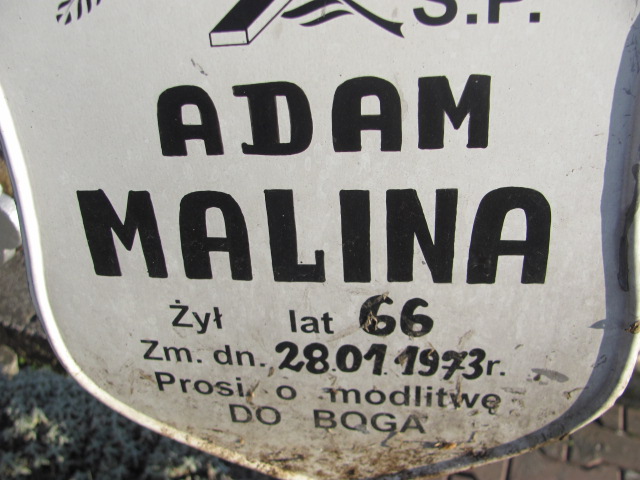 Ś.P.
ADAM
MALINA
Żył lat 66
Zm. dn. 28.01.1973r.
Prosi o modlitwę
DO BOGA